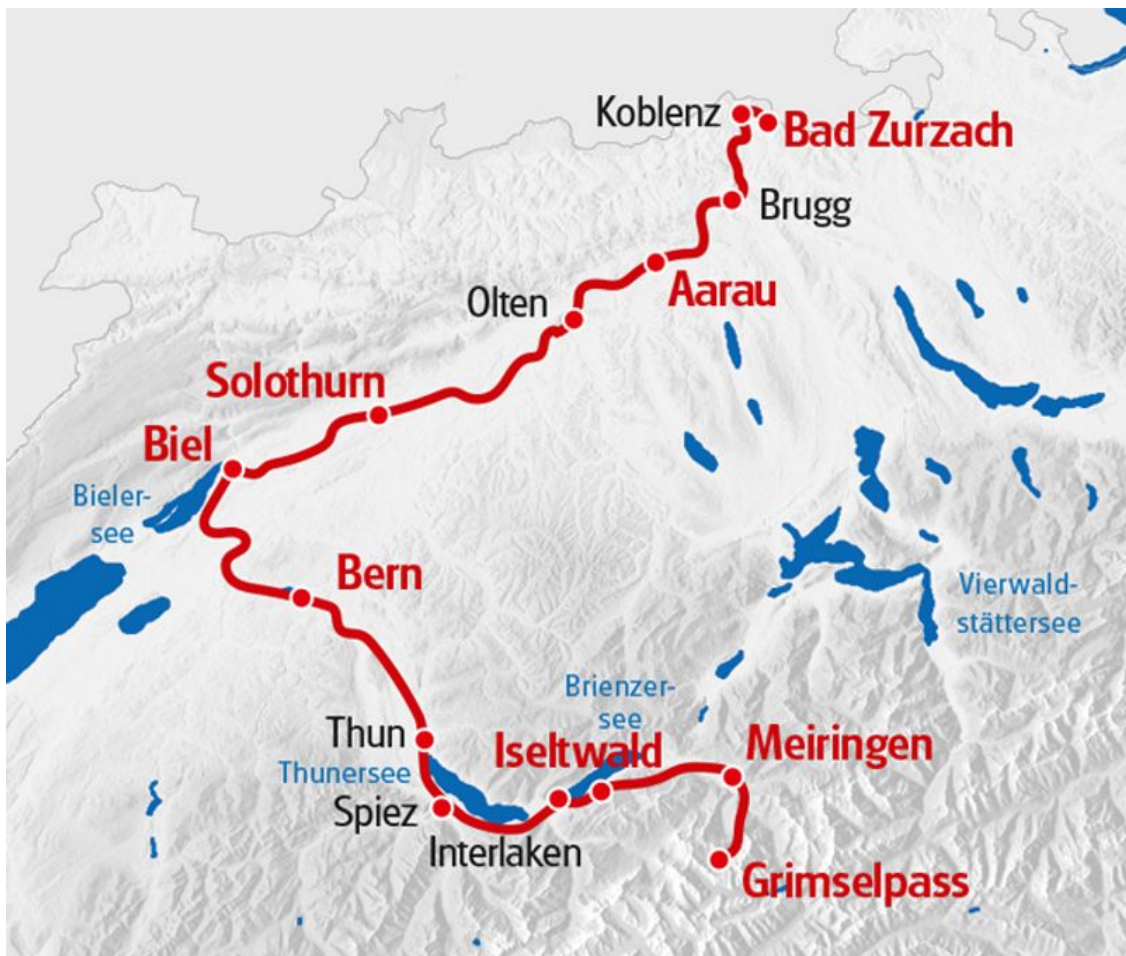 Koblenz
Bad Zurzach
Brugg
Aarau
Olten
Solothurn
Biel
Bieler-
see
Bern
Vierwald-
stättersee
Brienzer-
see
Thun
Thunersee
Iseltwald
Meiringen
Spiez
Interlaken
Grimselpass